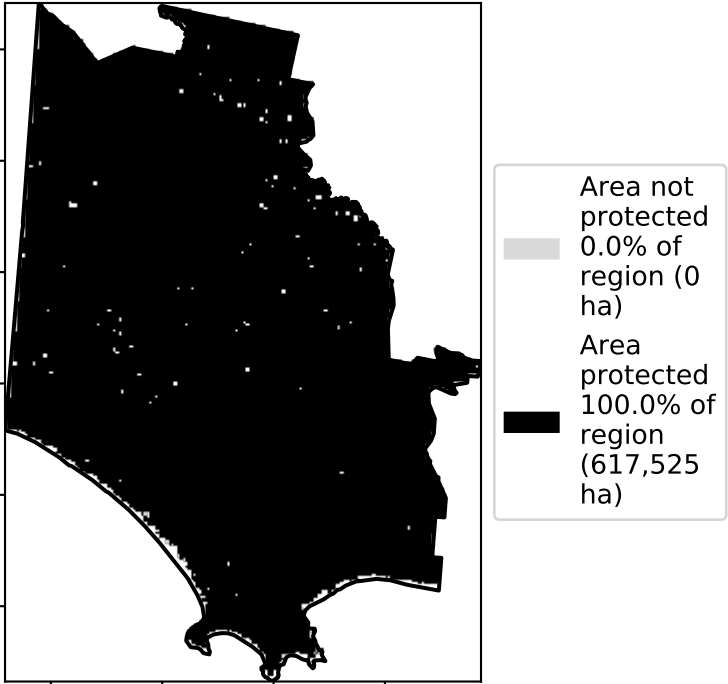 Area not
protected
0.0% of
region (0
ha)
Area
protected
100.0% of
region
(617,525
ha)